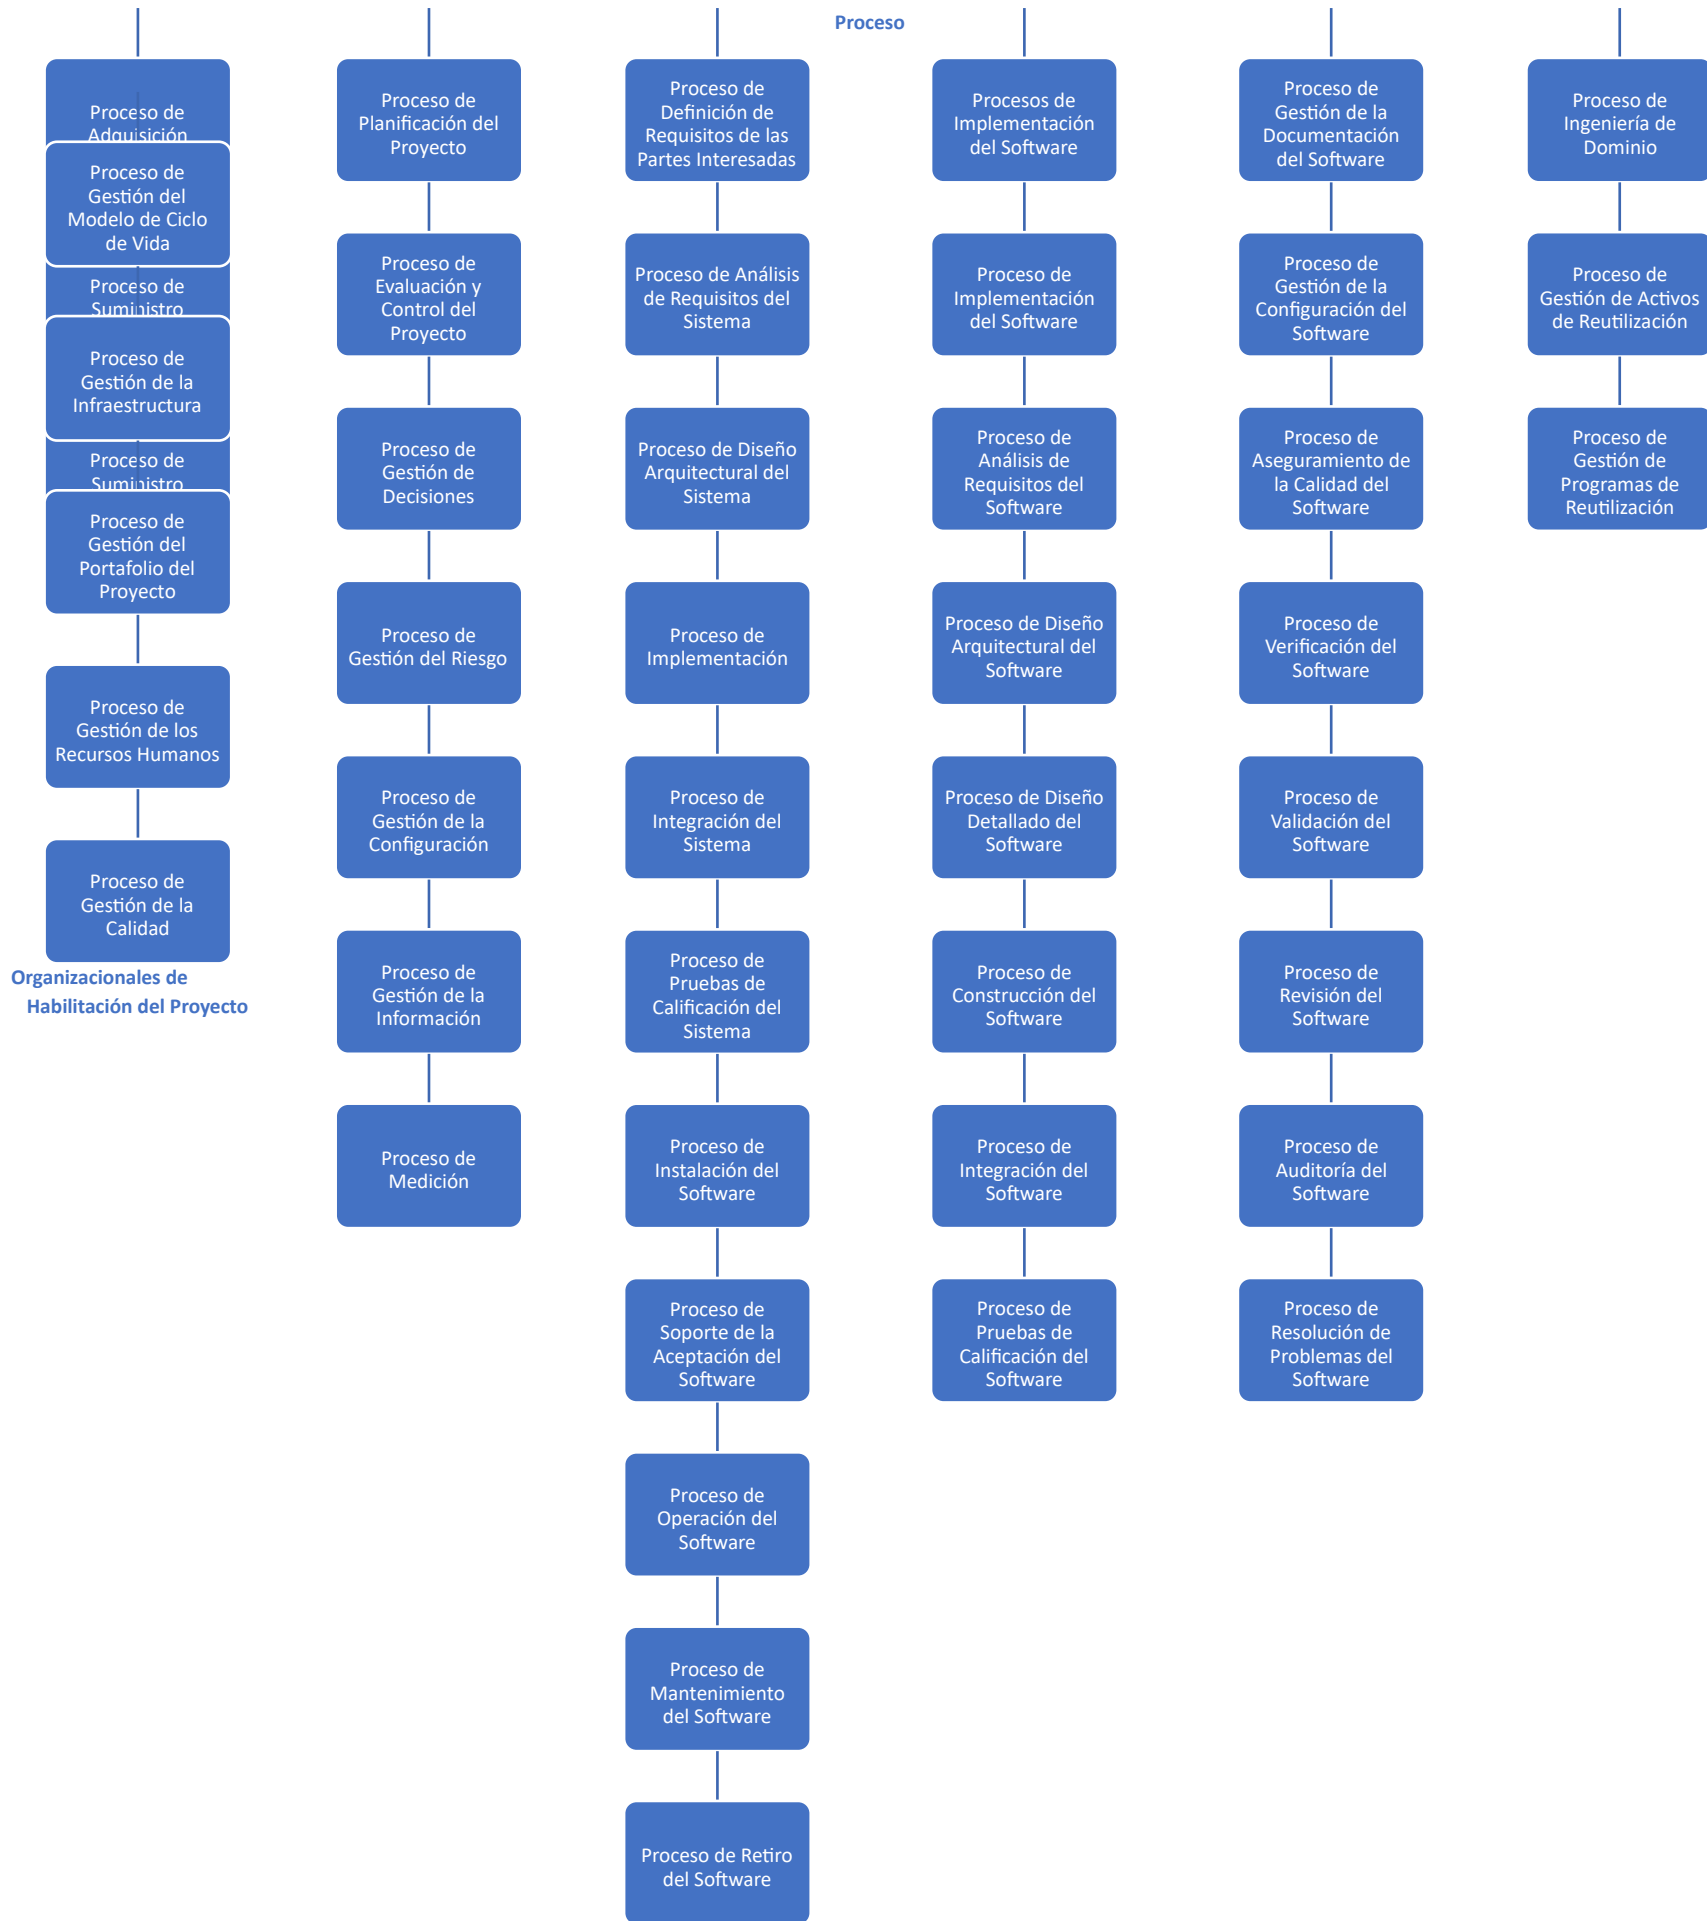 Proceso
Proceso de
Adquisición
Proceso de
Gestión del
Modelo de Ciclo
de Vida
Proceso de
Suministro
Proceso de
Gestión de la
Infraestructura
Proceso de
Suministro
Proceso de
Gestión del
Portafolio del
Proyecto
Proceso de
Gestión de los
Recursos Humanos
Proceso de
Gestión de la
Calidad
Organizacionales de
Habilitación del Proyecto
Proceso de
Planificación del
Proyecto
Proceso de
Evaluación y
Control del
Proyecto
Proceso de
Gestión de
Decisiones
Proceso de
Gestión del Riesgo
Proceso de
Gestión de la
Configuración
Proceso de
Gestión de la
Información
Proceso de
Medición
Proceso de
Definición de
Requisitos de las
Partes Interesadas
Proceso de Análisis
de Requisitos del
Sistema
Proceso de Diseño
Arquitectural del
Sistema
Proceso de
Implementación
Proceso de
Integración del
Sistema
Proceso de
Pruebas de
Calificación del
Sistema
Proceso de
Instalación del
Software
Proceso de
Soporte de la
Aceptación del
Software
Proceso de
Operación del
Software
Proceso de
Mantenimiento
del Software
Proceso de Retiro
del Software
Procesos de
Implementación
del Software
Proceso de
Implementación
del Software
Proceso de
Análisis de
Requisitos del
Software
Proceso de Diseño
Arquitectural del
Software
Proceso de Diseño
Detallado del
Software
Proceso de
Construcción del
Software
Proceso de
Integración del
Software
Proceso de
Pruebas de
Calificación del
Software
Proceso de
Gestión de la
Documentación
del Software
Proceso de
Gestión de la
Configuración del
Software
Proceso de
Aseguramiento de
la Calidad del
Software
Proceso de
Verificación del
Software
Proceso de
Validación del
Software
Proceso de
Revisión del
Software
Proceso de
Auditoría del
Software
Proceso de
Resolución de
Problemas del
Software
Proceso de
Ingeniería de
Dominio
Proceso de
Gestión de Activos
de Reutilización
Proceso de
Gestión de
Programas de
Reutilización